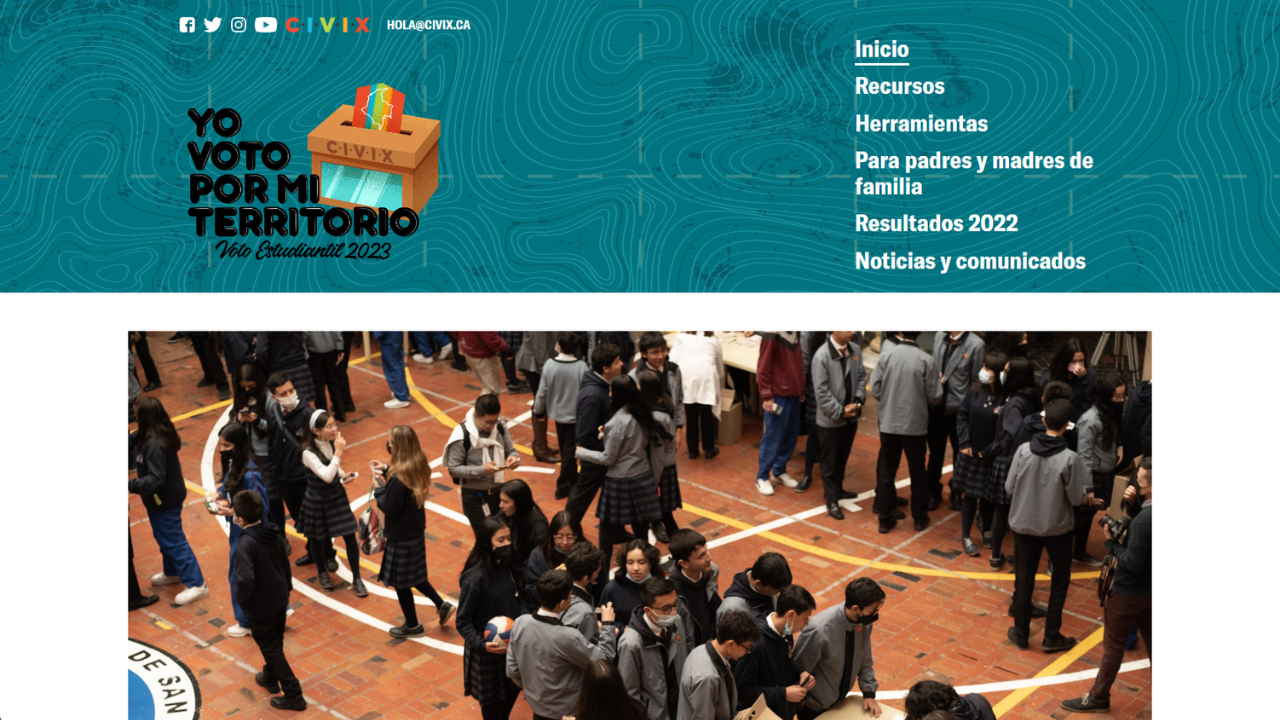 CIVIX
HOLA@CIVIX.CA
YO
VOTO
POR MI
TERRITORIO
Voto Estudiantil 2023
C·I·V·I·X
Inicio
Recursos
Herramientas
Para padres y madres de
familia
Resultados 2022
Noticias y comunicados
DE SAN